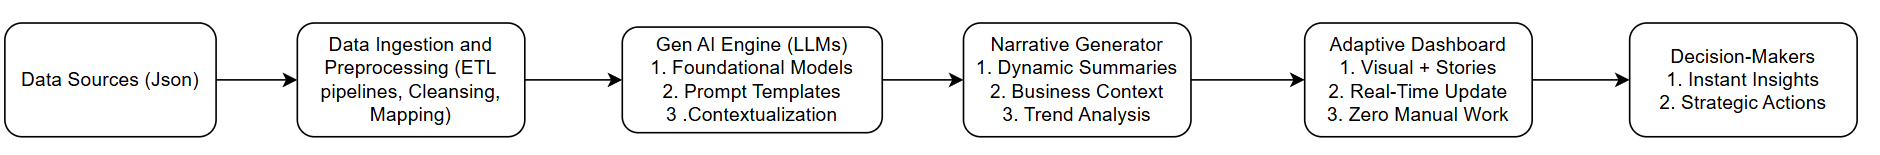 Data Sources (Json)
Data Ingestion and
Preprocessing (ETL
pipelines, Cleansing,
Mapping)
Gen AI Engine (LLMs)
1. Foundational Models
2. Prompt Templates
3 .Contextualization
Narrative Generator
1. Dynamic Summaries
2. Business Context
3. Trend Analysis
Adaptive Dashboard
1. Visual + Stories
2. Real-Time Update
3. Zero Manual Work
Decision-Makers
1. Instant Insights
2. Strategic Actions